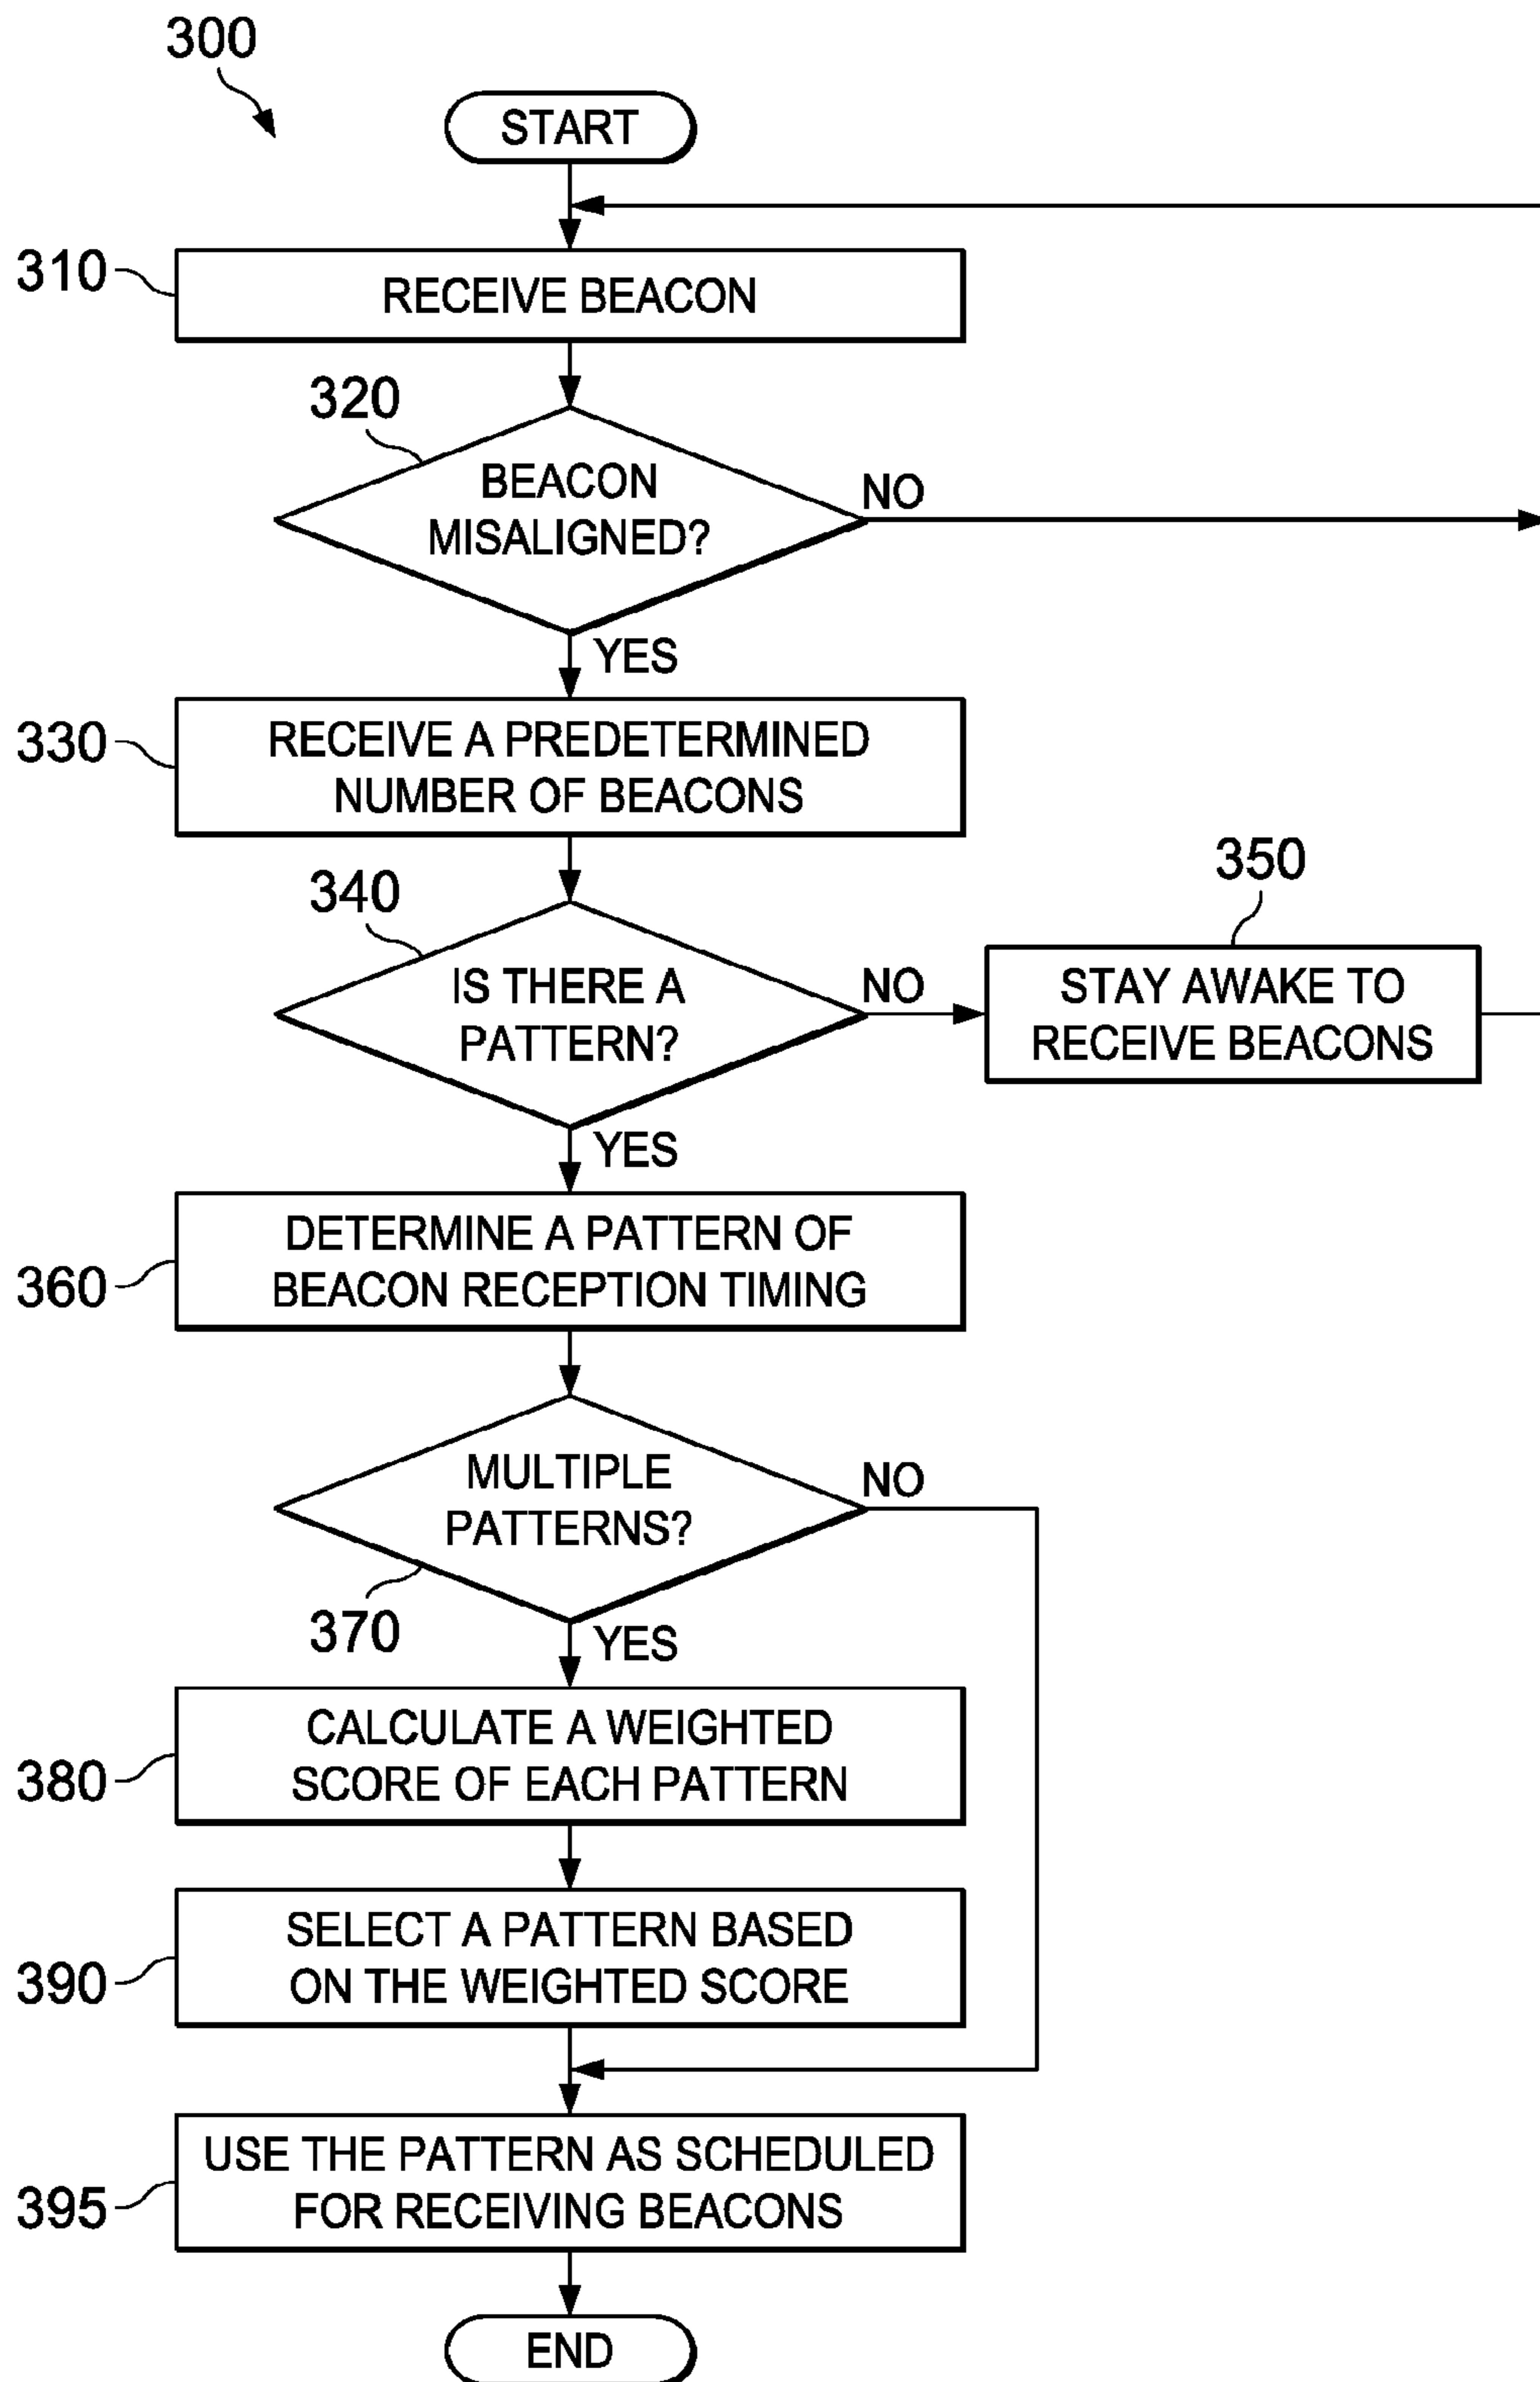 300
START
310
RECEIVE BEACON
320
BEACON
MISALIGNED?
NO
YES
330
RECEIVE A PREDETERMINED
NUMBER OF BEACONS
340
IS THERE A
PATTERN?
NO
350
STAY AWAKE TO
RECEIVE BEACONS
YES
360
DETERMINE A PATTERN OF
BEACON RECEPTION TIMING
MULTIPLE
PATTERNS?
NO
370
YES
380
CALCULATE A WEIGHTED
SCORE OF EACH PATTERN
390
SELECT A PATTERN BASED
ON THE WEIGHTED SCORE
395
USE THE PATTERN AS SCHEDULED
FOR RECEIVING BEACONS
END